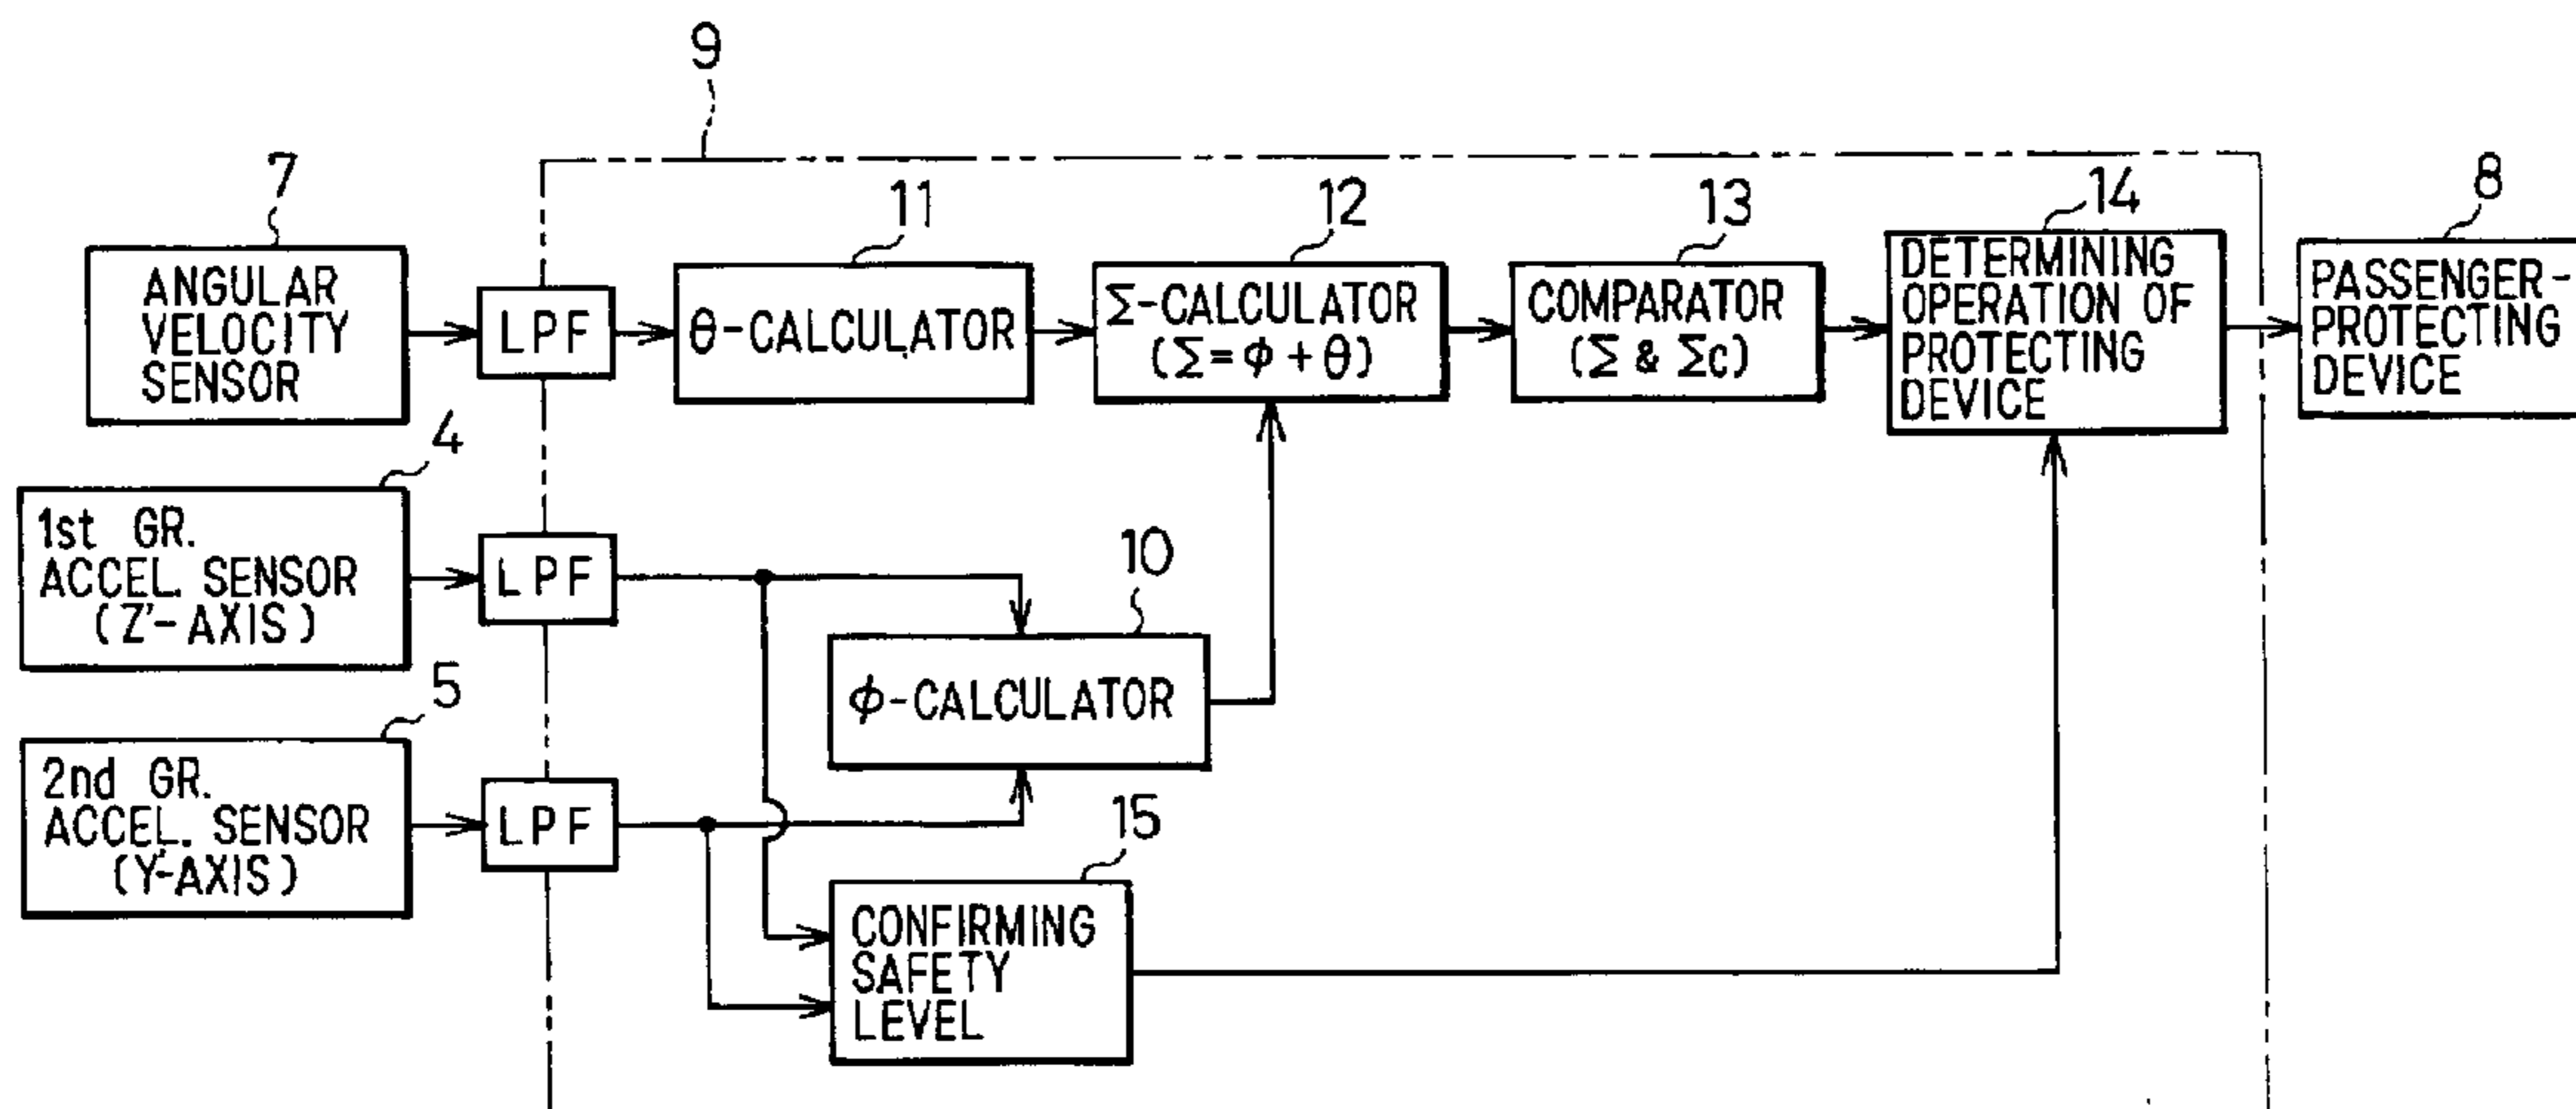 9
7
11
12
13
14
8
ANGULAR
VELOCITY
SENSOR
LPF
θ-CALCULATOR
Σ-CALCULATOR
(Σ=ϕ+θ)
COMPARATOR
(Σ & Σc)
DETERMINING
OPERATION OF
PROTECTING
DEVICE
PASSENGER-
PROTECTING
DEVICE
4
1st GR.
ACCEL. SENSOR
(Z'-AXIS)
LPF
10
ϕ-CALCULATOR
5
2nd GR.
ACCEL. SENSOR
(Y'-AXIS)
LPF
15
CONFIRMING
SAFETY
LEVEL